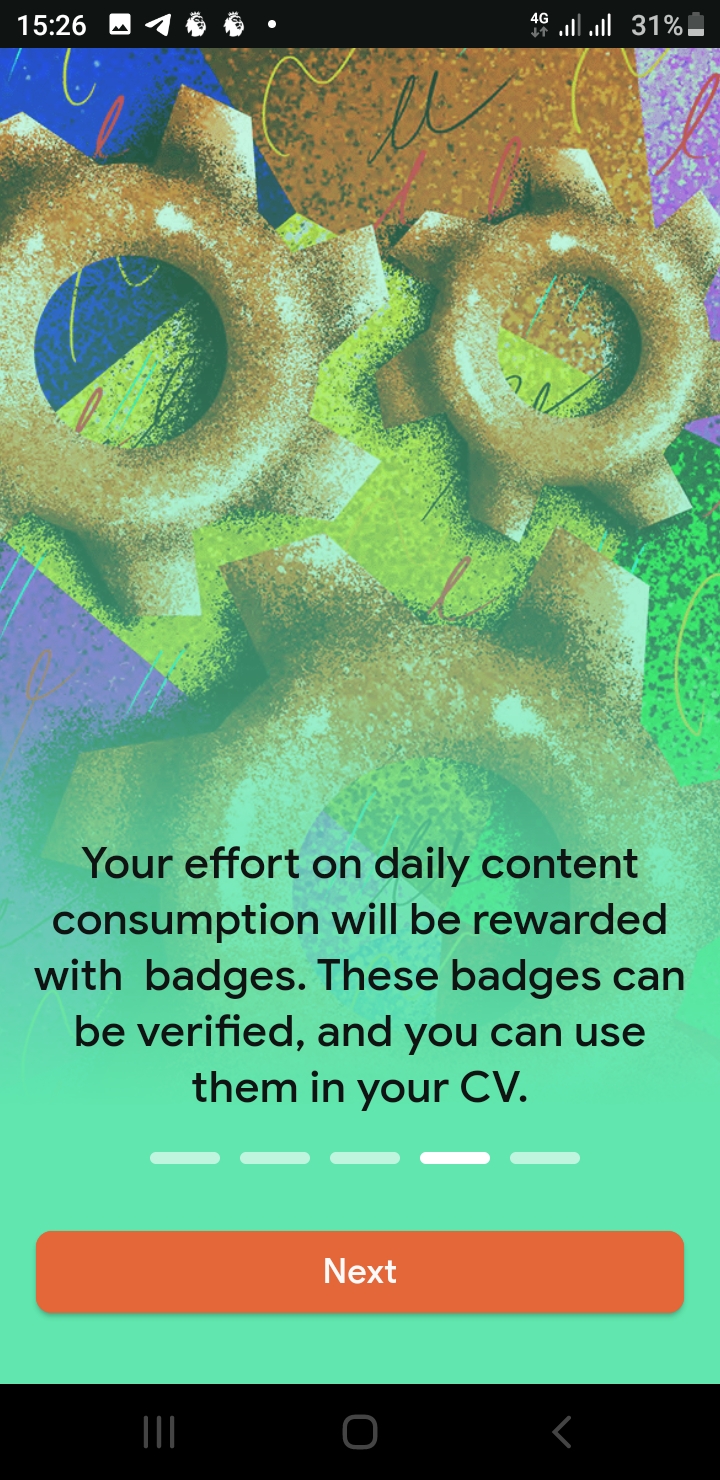 15:26
4G
31%
Your effort on daily content
consumption will be rewarded
with  badges. These badges can
be verified, and you can use
them in your CV.
Next